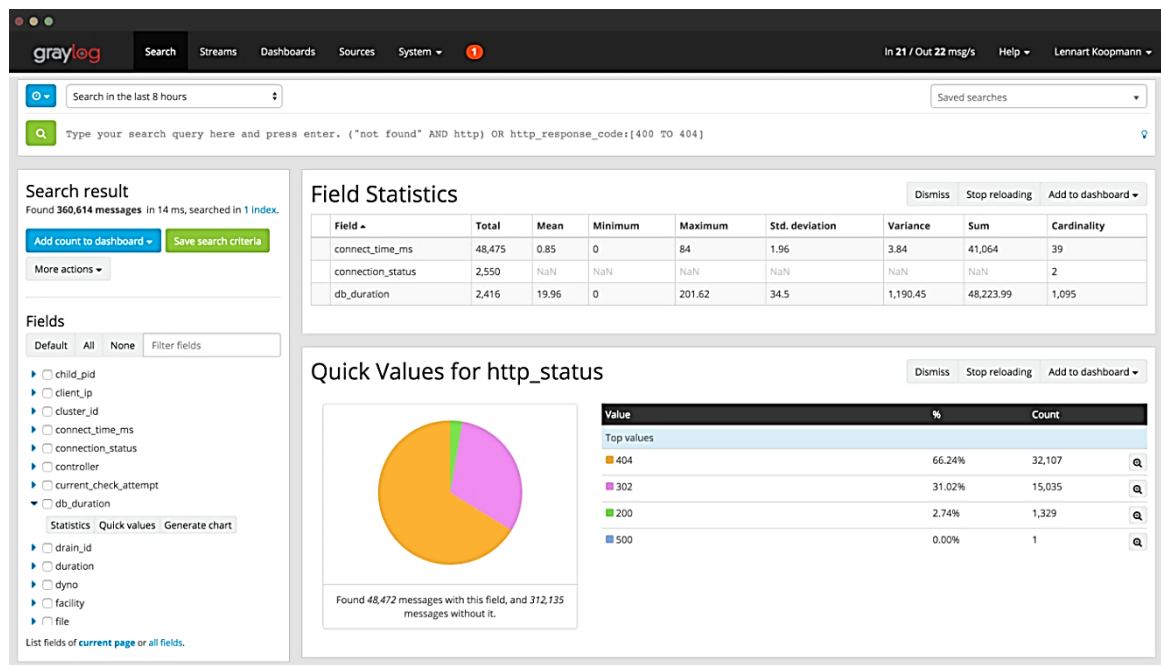 graylog Search Streams Dashboards Sources System 1 In 21 / Out 22 msg/s Help Lennart Koopmann
Search in the last 8 hours Saved searches
Type your search query here and press enter. ("not found" AND http) OR http_response_code:[400 TO 404]
Search result
Found 360,614 messages in 14 ms, searched in 1 index.
Add count to dashboard Save search criteria
More actions
Fields
Default All None Filter fields
child_pid
client_ip
cluster_id
connect_time_ms
connection_status
controller
current_check_attempt
db_duration
Statistics Quick values Generate chart
drain_id
duration
dyno
facility
file
List fields of current page or all fields.
Field Statistics Dismiss Stop reloading Add to dashboard
Field Total Mean Minimum Maximum Std. deviation Variance Sum Cardinality
connect_time_ms 48,475 0.85 0 84 1.96 3.84 41,064 39
connection_status 2,550 NaN NaN NaN NaN NaN NaN 2
db_duration 2,416 19.96 0 201.62 34.5 1,190.45 48,223.99 1,095
Quick Values for http_status Dismiss Stop reloading Add to dashboard
Found 48,472 messages with this field, and 312,135
messages without it.
Value % Count
Top values
404 66.24% 32,107
302 31.02% 15,035
200 2.74% 1,329
500 0.00% 1